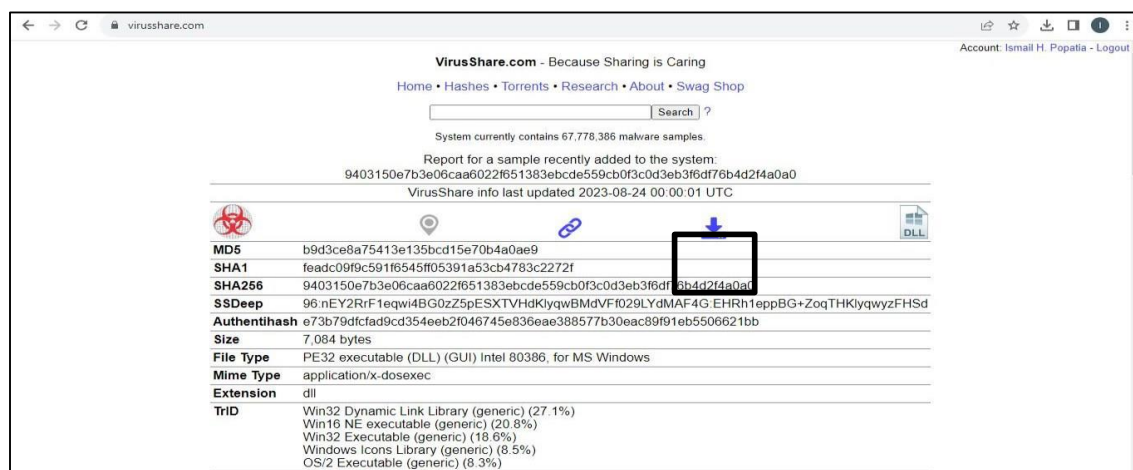 virusshare.com
Account: Ismail H. Popatia - Logout
VirusShare.com - Because Sharing is Caring
Home • Hashes • Torrents • Research • About • Swag Shop
Search ?
System currently contains 67,778,386 malware samples.
Report for a sample recently added to the system:
9403150e7b3e06caa6022f651383ebcde559cb0f3c0d3eb3f6df76b4d2f4a0a0
VirusShare info last updated 2023-08-24 00:00:01 UTC
DLL
MD5 b9d3ce8a75413e135bcd15e70b4a0ae9
SHA1 feadc09f9c591f6545ff05391a53cb4783c2272f
SHA256 9403150e7b3e06caa6022f651383ebcde559cb0f3c0d3eb3f6df76b4d2f4a0a0
SSDeep 96:nEY2RrF1eqwi4BG0zZ5pESXTVHdKlyqwBMdVFf029LYdMAF4G:EHRh1eppBG+ZoqTHKlyqwyzFHSd
Authentihash e73b79dfcfad9cd354eeb2f046745e836eae388577b30eac89f91eb5506621bb
Size 7,084 bytes
File Type PE32 executable (DLL) (GUI) Intel 80386, for MS Windows
Mime Type application/x-dosexec
Extension dll
TrID Win32 Dynamic Link Library (generic) (27.1%)
Win16 NE executable (generic) (20.8%)
Win32 Executable (generic) (18.6%)
Windows Icons Library (generic) (8.5%)
OS/2 Executable (generic) (8.3%)